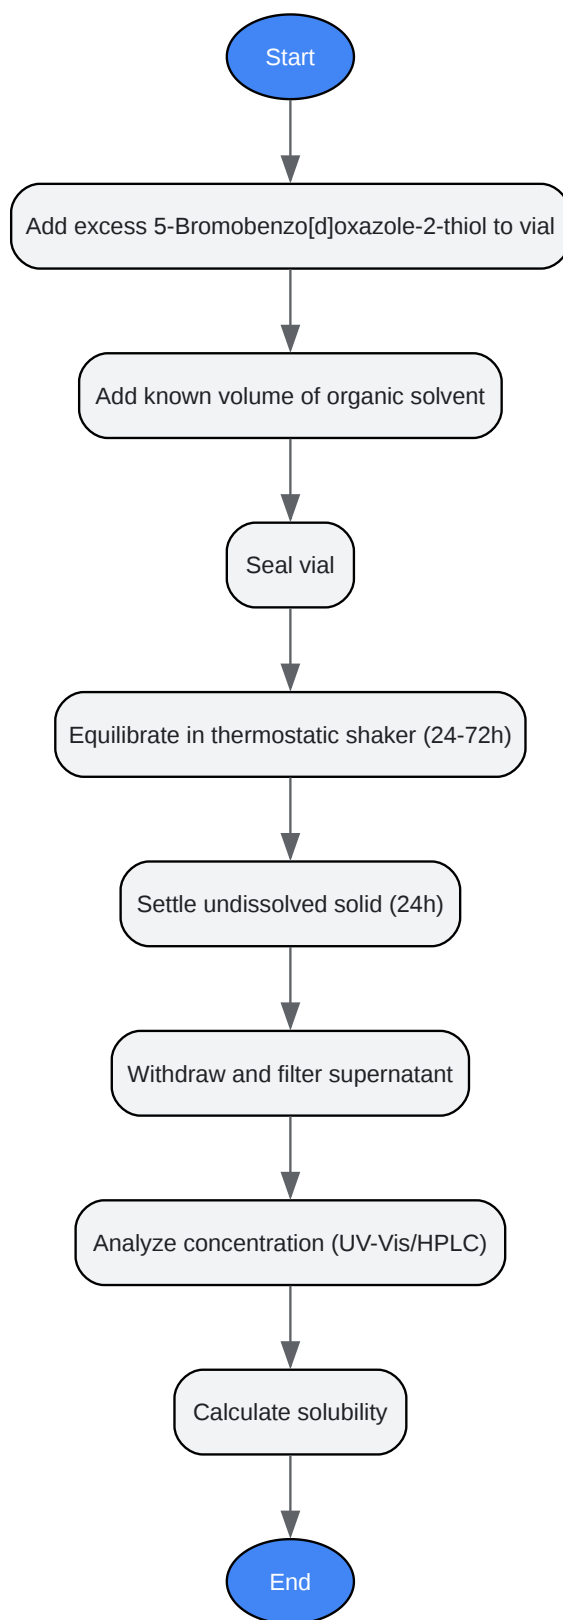 Start
Add excess 5-Bromobenzo[d]oxazole-2-thiol to vial
Add known volume of organic solvent
Seal vial
Equilibrate in thermostatic shaker (24-72h)
Settle undissolved solid (24h)
Withdraw and filter supernatant
Analyze concentration (UV-Vis/HPLC)
Calculate solubility
End